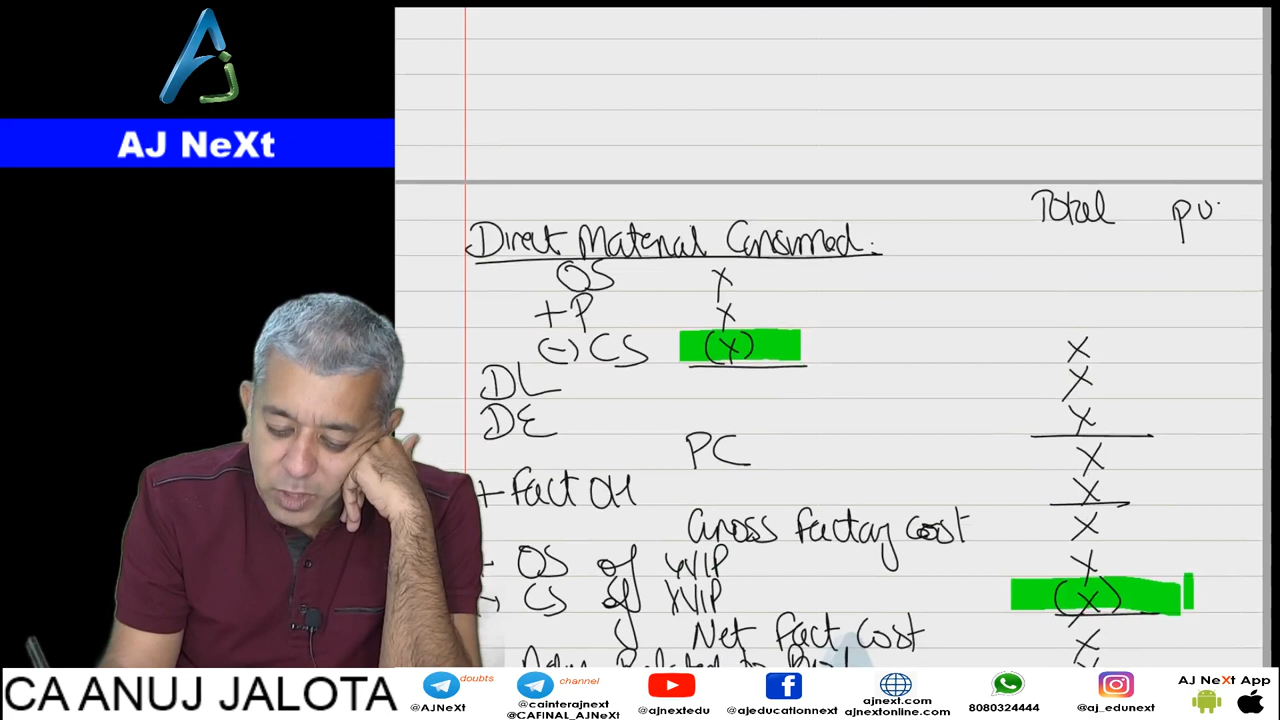 AJ
AJ NeXt
Total pu.
Direct Material Consumed:
OS X
+P X
(-) CS (X) X
DL X
DE X
PC X
+ Fact OH X
Gross Factory cost X
OS of WIP X
CS of WIP (X)
Net Fact Cost X
CA ANUJ JALOTA
doubts
@AJNeXt
channel
@cainterajnext
@CAFINAL_AJNeXt
@ajnextedu
@ajeducationnext
ajnext.com
ajnextonline.com
8080324444
@aj_edunext
AJ NeXt App